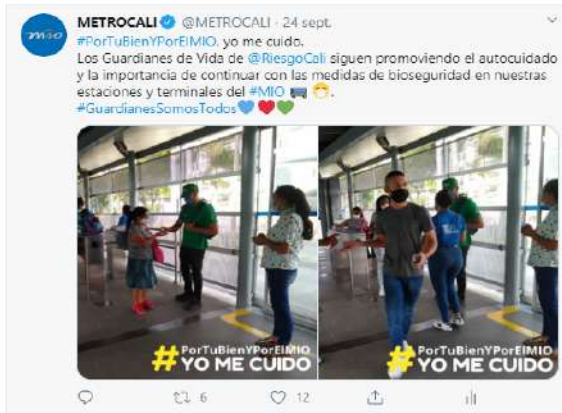 mio
METROCALI @METROCALI · 24 sept.
#PorTuBienYPorElMIO. yo me cuido.
Los Guardianes de Vida de @RiesgoCali siguen promoviendo el autocuidado
y la importancia de continuar con las medidas de bioseguridad en nuestras
estaciones y terminales del #MIO 🚌 😷.
#GuardianesSomosTodos💙❤️💚
#PorTuBienYPorElMIO
YO ME CUIDO
#PorTuBienYPorElMIO
YO ME CUIDO
6 12